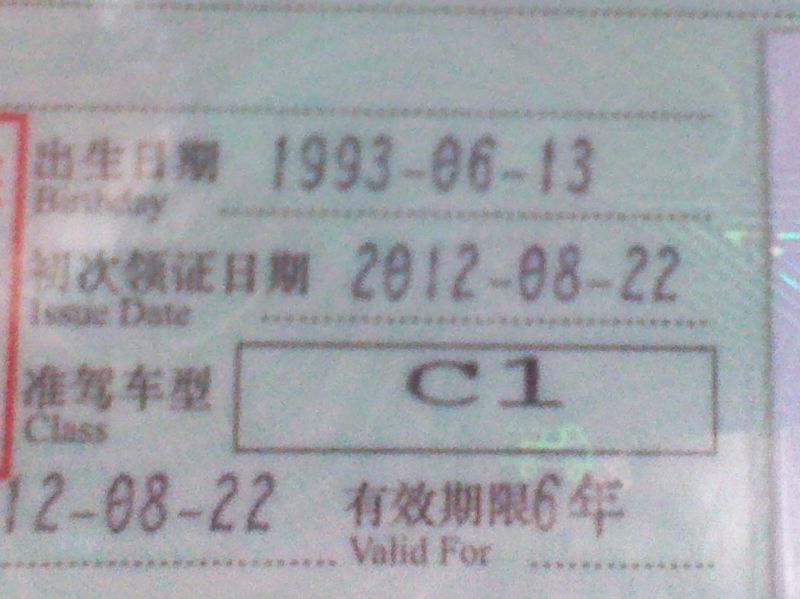 出生日期 1993-06-13
Birthday
初次领证日期 2012-08-22
Issue Date
准驾车型 C1
Class
12-08-22 有效期限 6年
Valid For